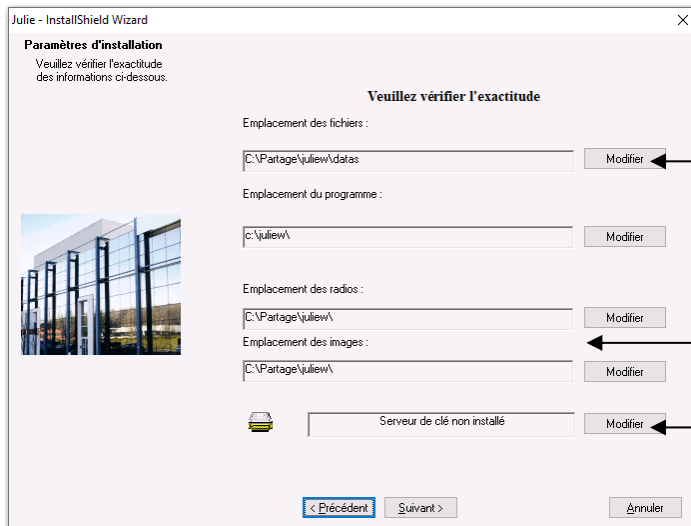 Julie - InstallShield Wizard
Paramètres d'installation
Veuillez vérifier l'exactitude
des informations ci-dessous.
Veuillez vérifier l'exactitude
Emplacement des fichiers :
C:\Partage\juliew\datas
Modifier
Emplacement du programme :
c:\juliew\
Modifier
Emplacement des radios :
C:\Partage\juliew\
Modifier
Emplacement des images :
C:\Partage\juliew\
Modifier
Serveur de clé non installé
Modifier
< Précédent
Suivant >
Annuler